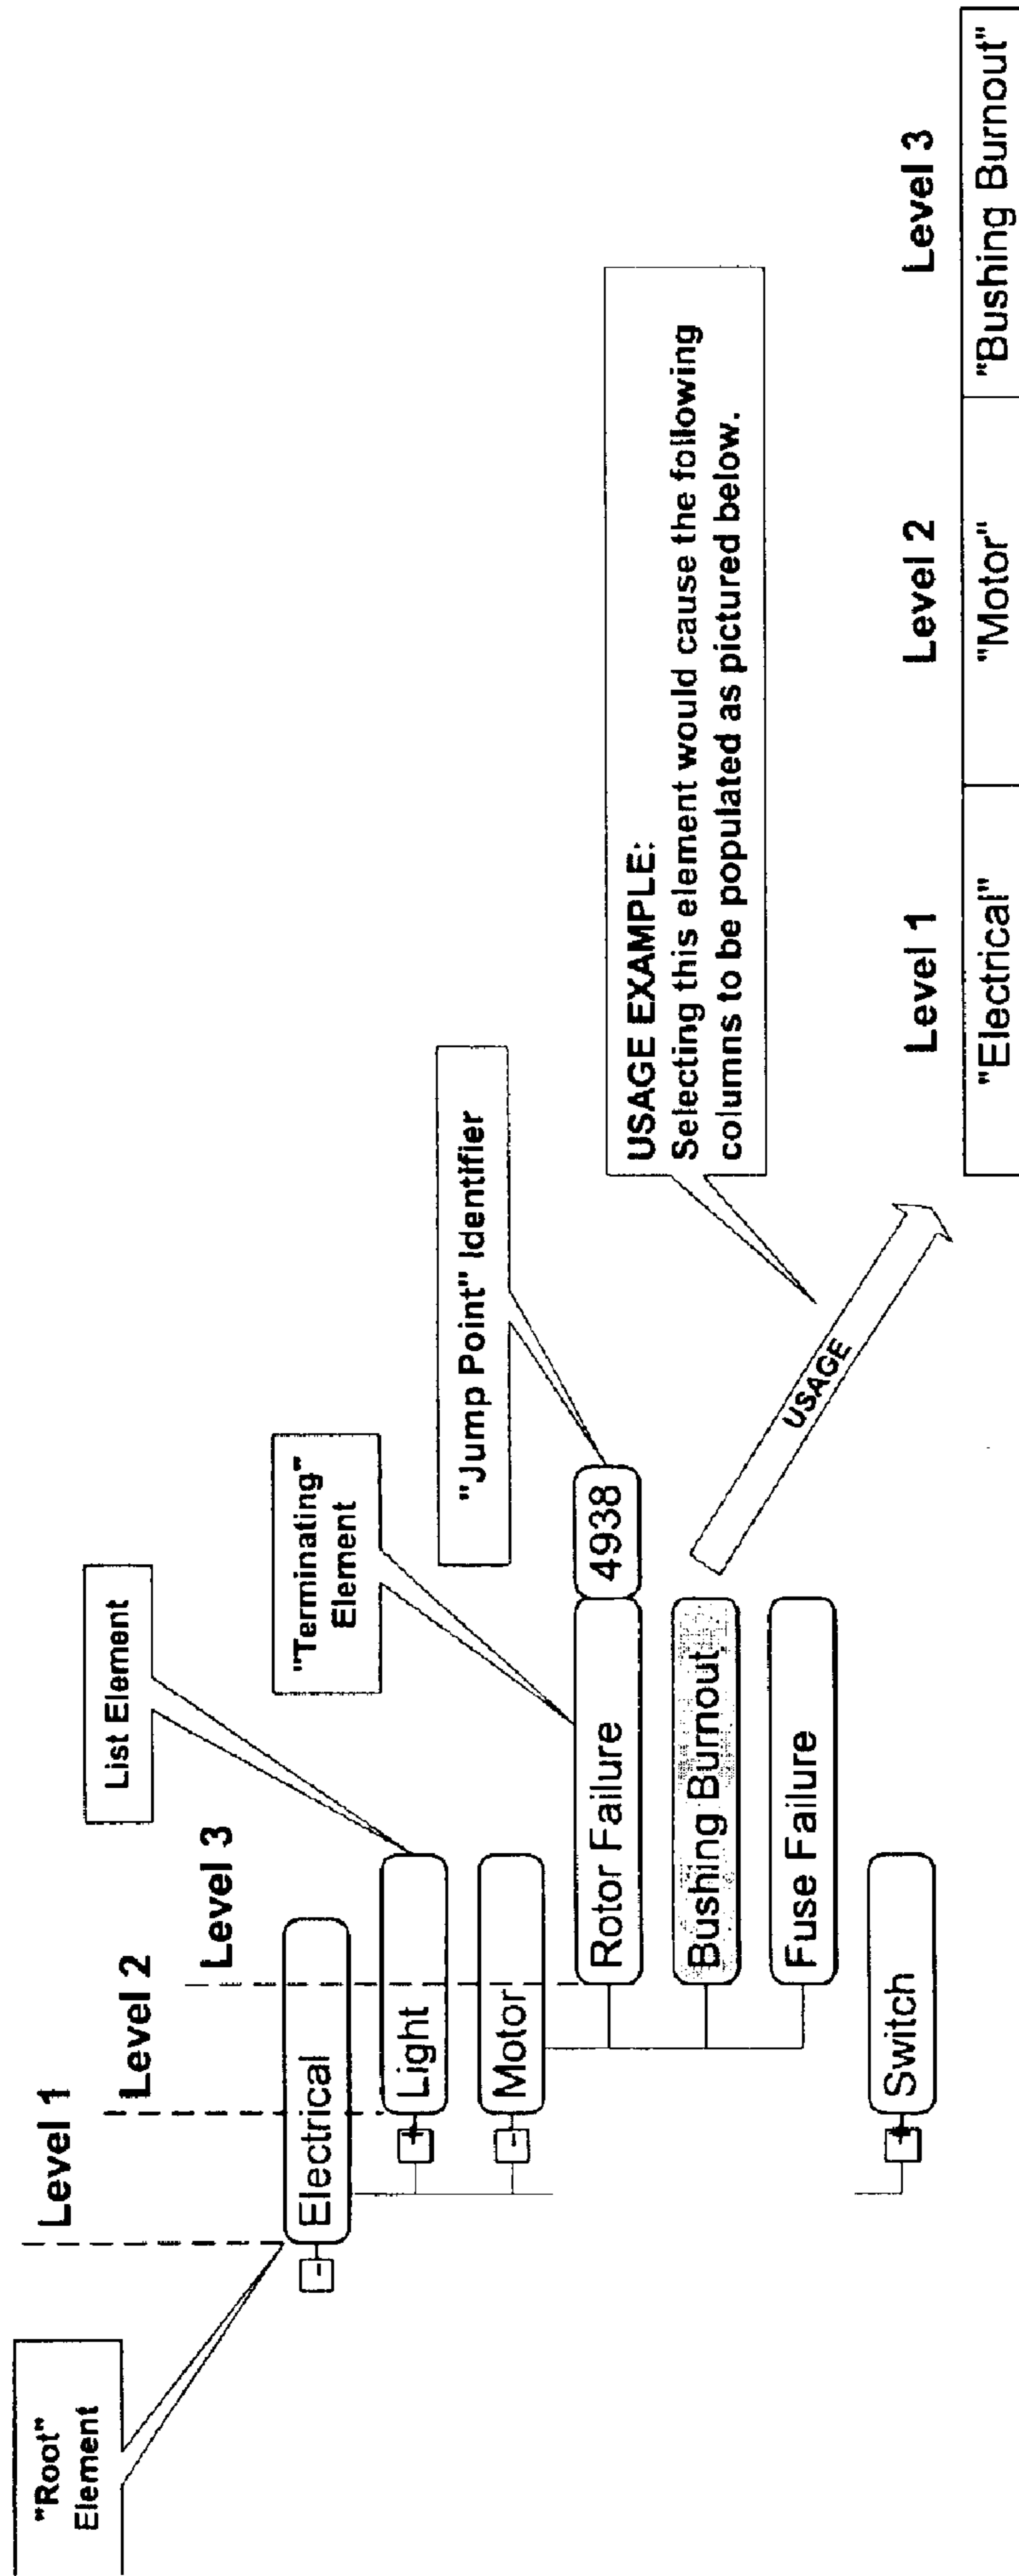 "Root"
Element
Level 1
Level 2
Level 3
List Element
"Terminating"
Element
"Jump Point" Identifier
Electrical
Light
Motor
Rotor Failure
4938
Bushing Burnout
Fuse Failure
Switch
USAGE
USAGE EXAMPLE:
Selecting this element would cause the following
columns to be populated as pictured below.
Level 1
Level 2
Level 3
"Electrical"
"Motor"
"Bushing Burnout"